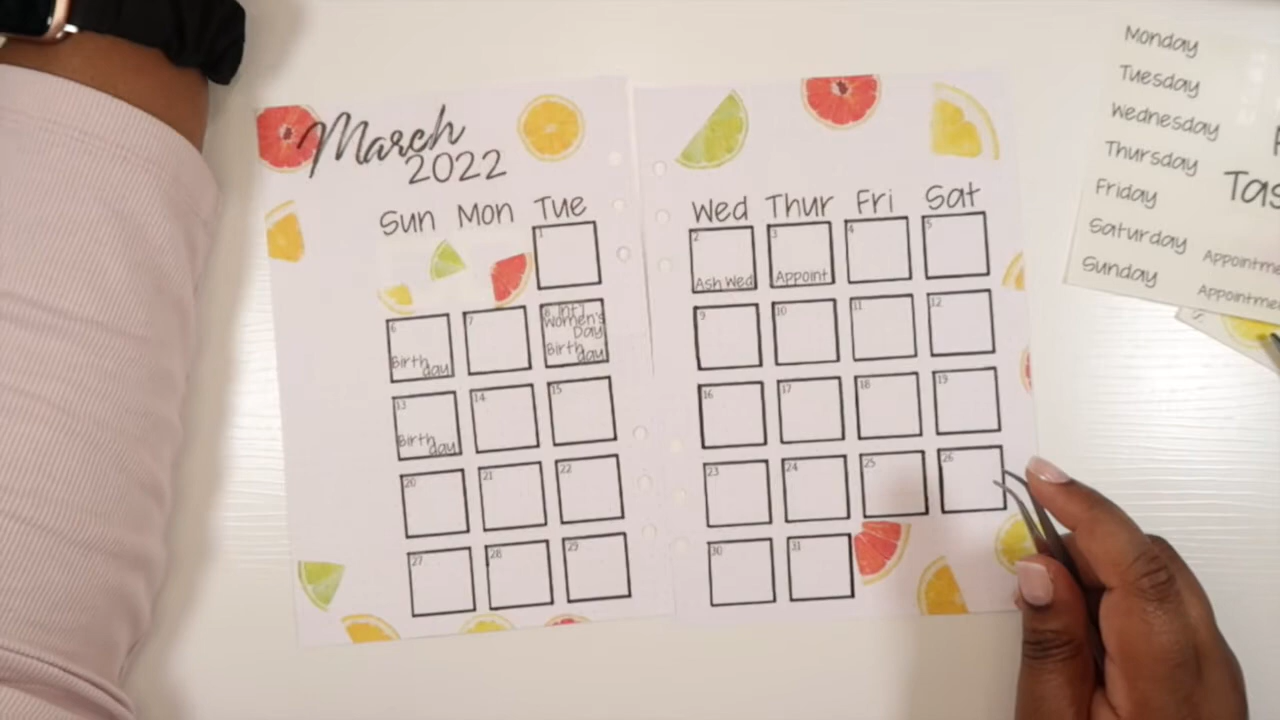 March
2022
Sun Mon Tue Wed Thur Fri Sat
1 2 3 4 5
Ash Wed Appoint
6 7 8 9 10 11 12
Birth
day
Int'l
Women's
Day
Birth
day
13 14 15 16 17 18 19
Birth
day
20 21 22 23 24 25 26
27 28 29 30 31
Monday
Tuesday
Wednesday
Thursday
Friday
Saturday
Sunday